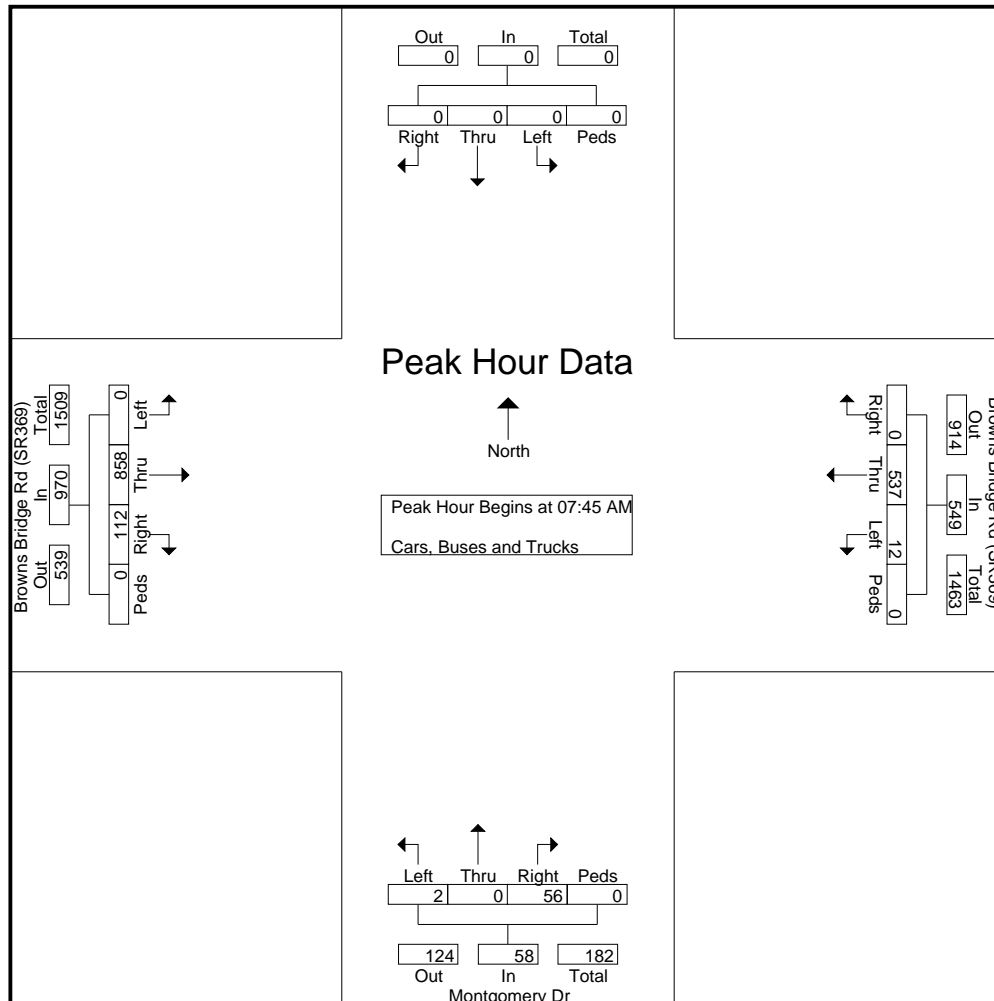 Out In Total
0 0 0
0 0 0 0
Right Thru Left Peds
Peak Hour Data
North
Peak Hour Begins at 07:45 AM
Cars, Buses and Trucks
Browns Bridge Rd (SR369)
Out In Total
539 970 1509
0 112 858 0
Peds Right Thru Left
Browns Bridge Rd (SR369)
Out In Total
914 549 1463
0 537 12 0
Right Thru Left Peds
Left Thru Right Peds
2 0 56 0
124 58 182
Out In Total
Montgomery Dr